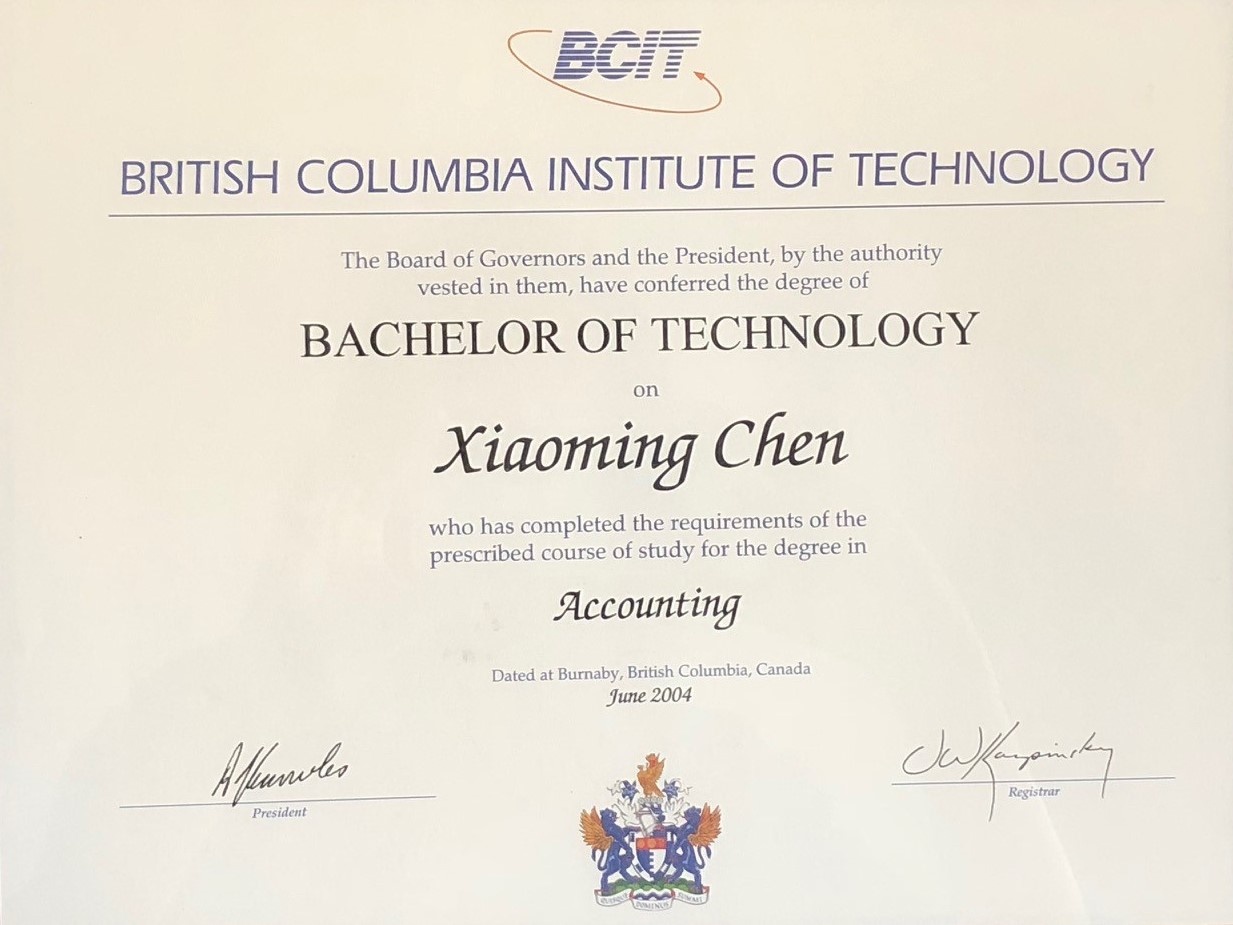 BCIT
BRITISH COLUMBIA INSTITUTE OF TECHNOLOGY
The Board of Governors and the President, by the authority
vested in them, have conferred the degree of
BACHELOR OF TECHNOLOGY
on
Xiaoming Chen
who has completed the requirements of the
prescribed course of study for the degree in
Accounting
Dated at Burnaby, British Columbia, Canada
June 2004
President
Registrar
DOMINUS